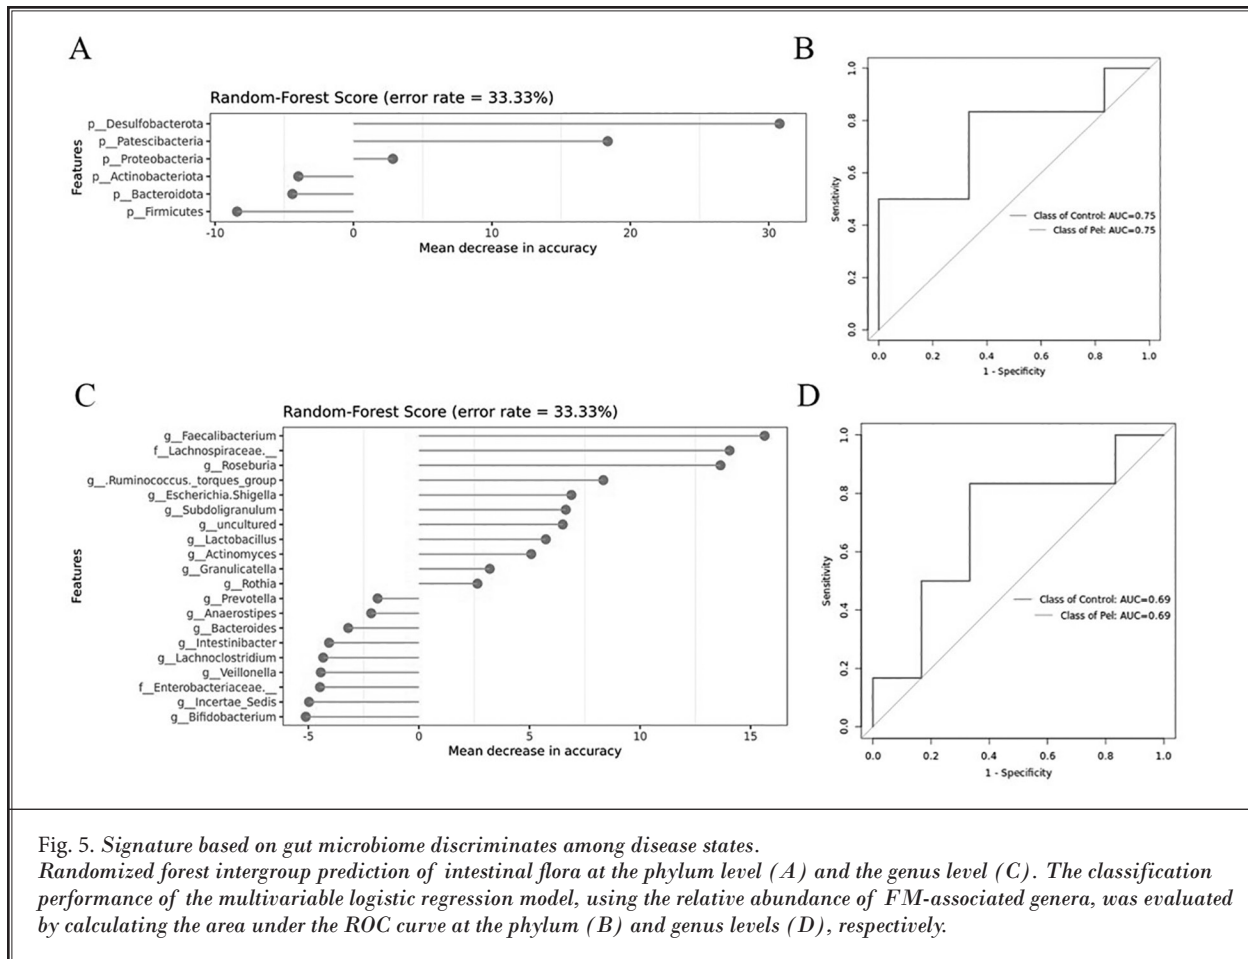 A
Random-Forest Score (error rate = 33.33%)
Features
p__Desulfobacterota
p__Patescibacteria
p__Proteobacteria
p__Actinobacteriota
p__Bacteroidota
p__Firmicutes
-10 0 10 20 30
Mean decrease in accuracy
B
Sensitivity
1.0
0.8
0.6
0.4
0.2
0.0
Class of Control: AUC=0.75
Class of Pel: AUC=0.75
0.0 0.2 0.4 0.6 0.8 1.0
1 - Specificity
C
Random-Forest Score (error rate = 33.33%)
Features
g__Faecalibacterium
f__Lachnospiraceae.__
g__Roseburia
g__.Ruminococcus._torques_group
g__Escherichia.Shigella
g__Subdoligranulum
g__uncultured
g__Lactobacillus
g__Actinomyces
g__Granulicatella
g__Rothia
g__Prevotella
g__Anaerostipes
g__Bacteroides
g__Intestinibacter
g__Lachnoclostridium
g__Veillonella
f__Enterobacteriaceae.__
g__Incertae_Sedis
g__Bifidobacterium
-5 0 5 10 15
Mean decrease in accuracy
D
Sensitivity
1.0
0.8
0.6
0.4
0.2
0.0
Class of Control: AUC=0.69
Class of Pel: AUC=0.69
0.0 0.2 0.4 0.6 0.8 1.0
1 - Specificity
Fig. 5. Signature based on gut microbiome discriminates among disease states.
Randomized forest intergroup prediction of intestinal flora at the phylum level (A) and the genus level (C). The classification
performance of the multivariable logistic regression model, using the relative abundance of FM-associated genera, was evaluated
by calculating the area under the ROC curve at the phylum (B) and genus levels (D), respectively.